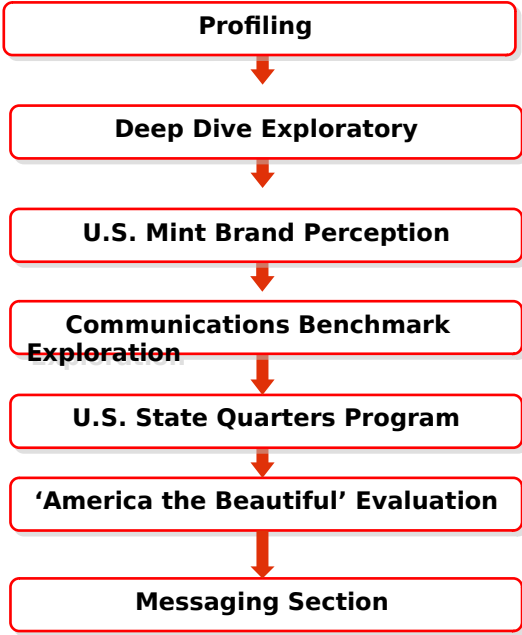 Profiling
Deep Dive Exploratory
U.S. Mint Brand Perception
Communications Benchmark
Exploration
U.S. State Quarters Program
‘America the Beautiful’ Evaluation
Messaging Section